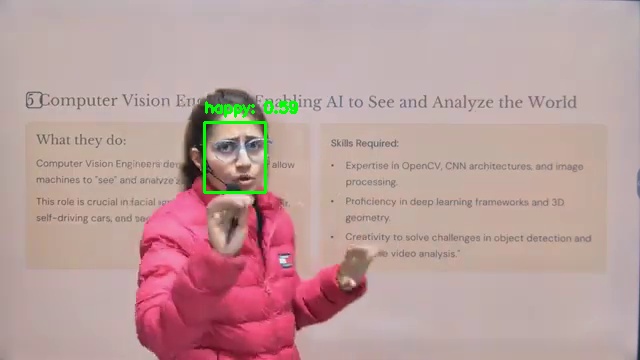 5 Computer Vision Enabling AI to See and Analyze the World
happy: 0.59
What they do:
Computer Vision Engineers allow
machines to "see" and analyze
This role is crucial in facial
self-driving cars, and
Skills Required:
• Expertise in OpenCV, CNN architectures, and image
processing.
• Proficiency in deep learning frameworks and 3D
geometry.
• Creativity to solve challenges in object detection and
video analysis."